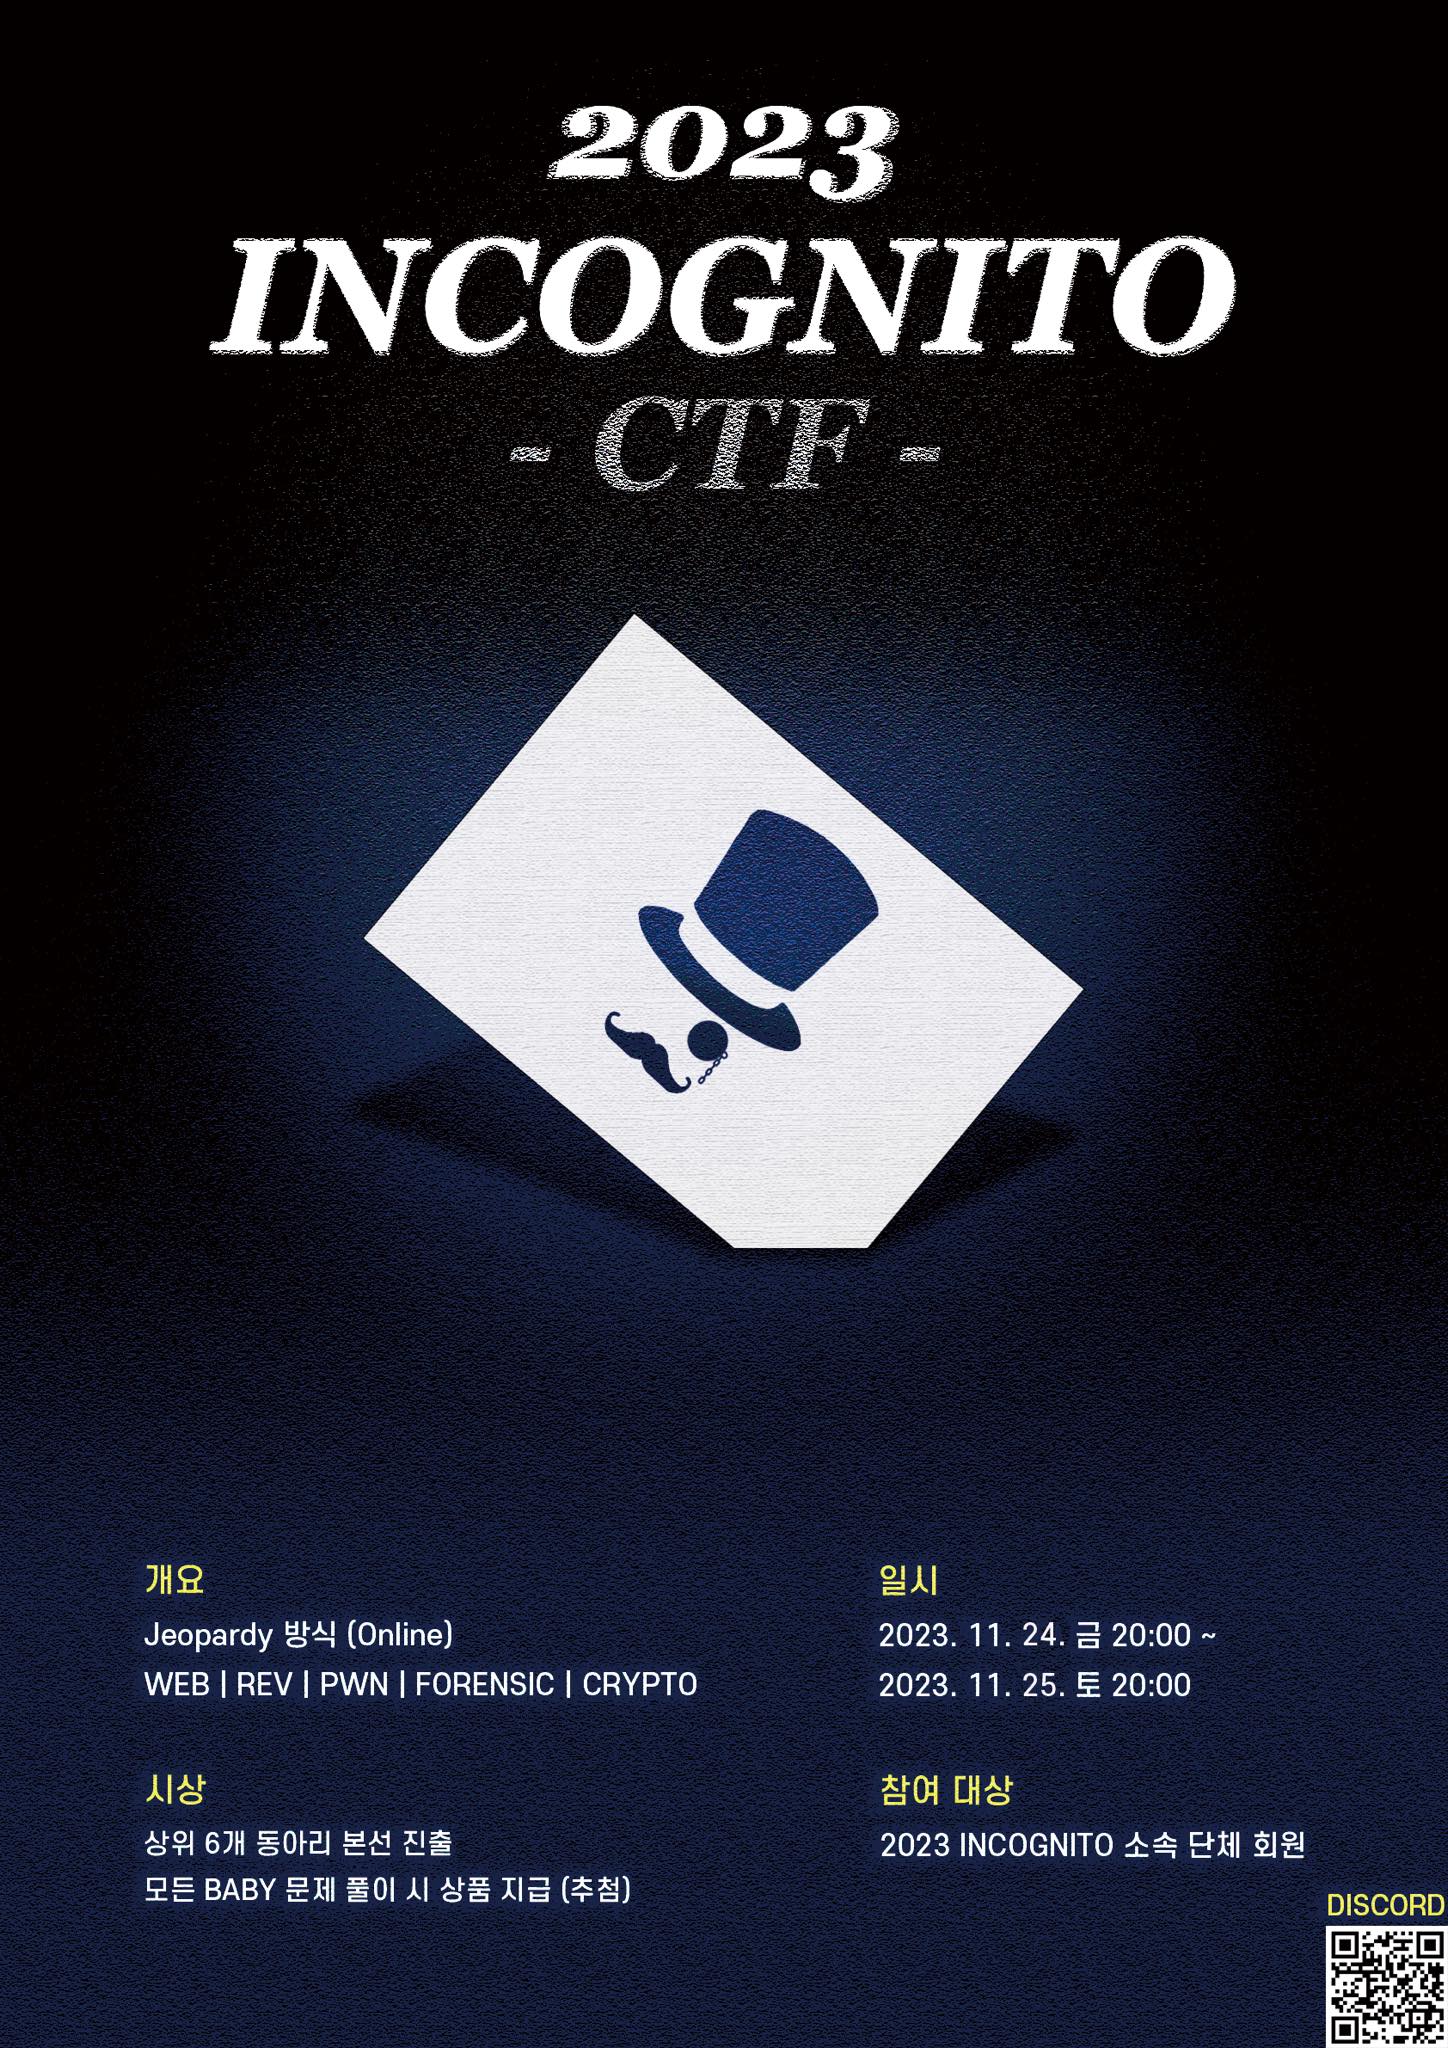 2023
INCOGNITO
- CTF -
개요
Jeopardy 방식 (Online)
WEB | REV | PWN | FORENSIC | CRYPTO
일시
2023. 11. 24. 금 20:00 ~
2023. 11. 25. 토 20:00
시상
상위 6개 동아리 본선 진출
모든 BABY 문제 풀이 시 상품 지급 (추첨)
참여 대상
2023 INCOGNITO 소속 단체 회원
DISCORD